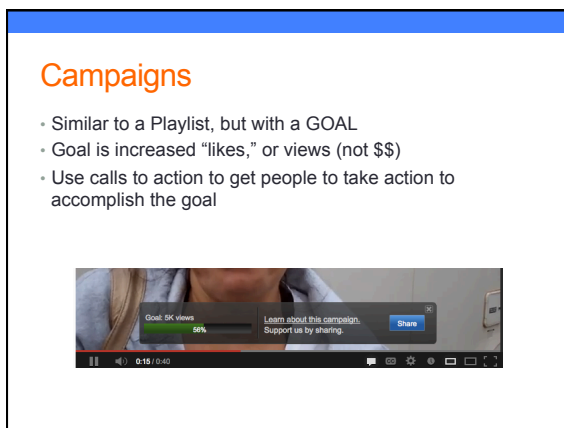 Campaigns
• Similar to a Playlist, but with a GOAL
• Goal is increased “likes,” or views (not $$)
• Use calls to action to get people to take action to
accomplish the goal
Goal: 5K views
56%
Learn about this campaign.
Support us by sharing.
Share
0:15 / 0:40
CC